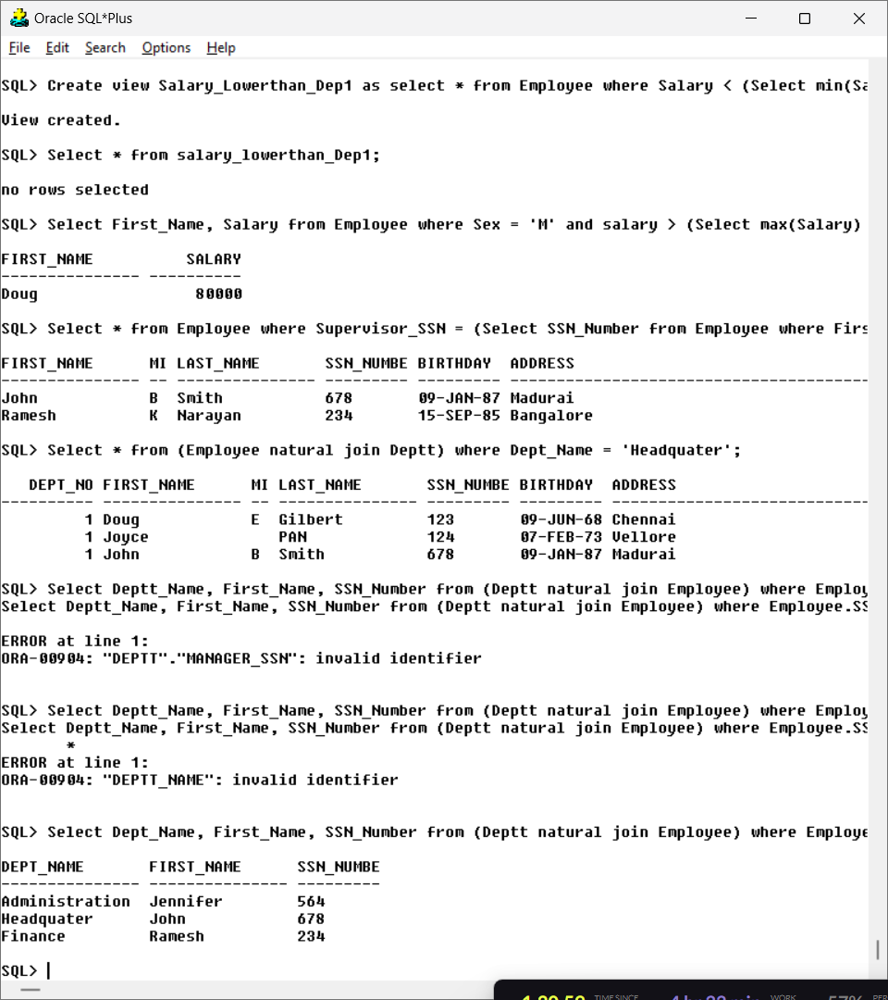 Oracle SQL*Plus
File Edit Search Options Help
SQL> Create view Salary_Lowerthan_Dep1 as select * from Employee where Salary < (Select min(Sa
View created.
SQL> Select * from salary_lowerthan_Dep1;
no rows selected
SQL> Select First_Name, Salary from Employee where Sex = 'M' and salary > (Select max(Salary)
FIRST_NAME SALARY
--------------- ----------
Doug 80000
SQL> Select * from Employee where Supervisor_SSN = (Select SSN_Number from Employee where Firs
FIRST_NAME MI LAST_NAME SSN_NUMBE BIRTHDAY ADDRESS
--------------- -- --------------- --------- --------- ---------------------------------------
John B Smith 678 09-JAN-87 Madurai
Ramesh K Narayan 234 15-SEP-85 Bangalore
SQL> Select * from (Employee natural join Deptt) where Dept_Name = 'Headquater';
DEPT_NO FIRST_NAME MI LAST_NAME SSN_NUMBE BIRTHDAY ADDRESS
---------- --------------- -- --------------- --------- --------- ----------------------------
1 Doug E Gilbert 123 09-JUN-68 Chennai
1 Joyce PAN 124 07-FEB-73 Vellore
1 John B Smith 678 09-JAN-87 Madurai
SQL> Select Deptt_Name, First_Name, SSN_Number from (Deptt natural join Employee) where Employ
Select Deptt_Name, First_Name, SSN_Number from (Deptt natural join Employee) where Employee.SS
ERROR at line 1:
ORA-00904: "DEPTT"."MANAGER_SSN": invalid identifier
SQL> Select Deptt_Name, First_Name, SSN_Number from (Deptt natural join Employee) where Employ
Select Deptt_Name, First_Name, SSN_Number from (Deptt natural join Employee) where Employee.SS
*
ERROR at line 1:
ORA-00904: "DEPTT_NAME": invalid identifier
SQL> Select Dept_Name, First_Name, SSN_Number from (Deptt natural join Employee) where Employe
DEPT_NAME FIRST_NAME SSN_NUMBE
--------------- --------------- ---------
Administration Jennifer 564
Headquater John 678
Finance Ramesh 234
SQL>
TIME SINCE WORK